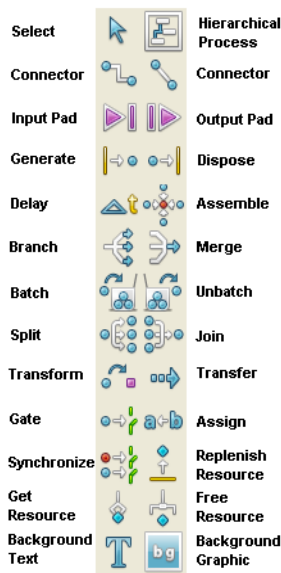 Select
Hierarchical
Process
Connector
Connector
Input Pad
Output Pad
Generate
Dispose
Delay
t
Assemble
Branch
Merge
Batch
Unbatch
Split
Join
Transform
Transfer
Gate
a b
Assign
Synchronize
Replenish
Resource
Get
Resource
Free
Resource
Background
Text
T
bg
Background
Graphic